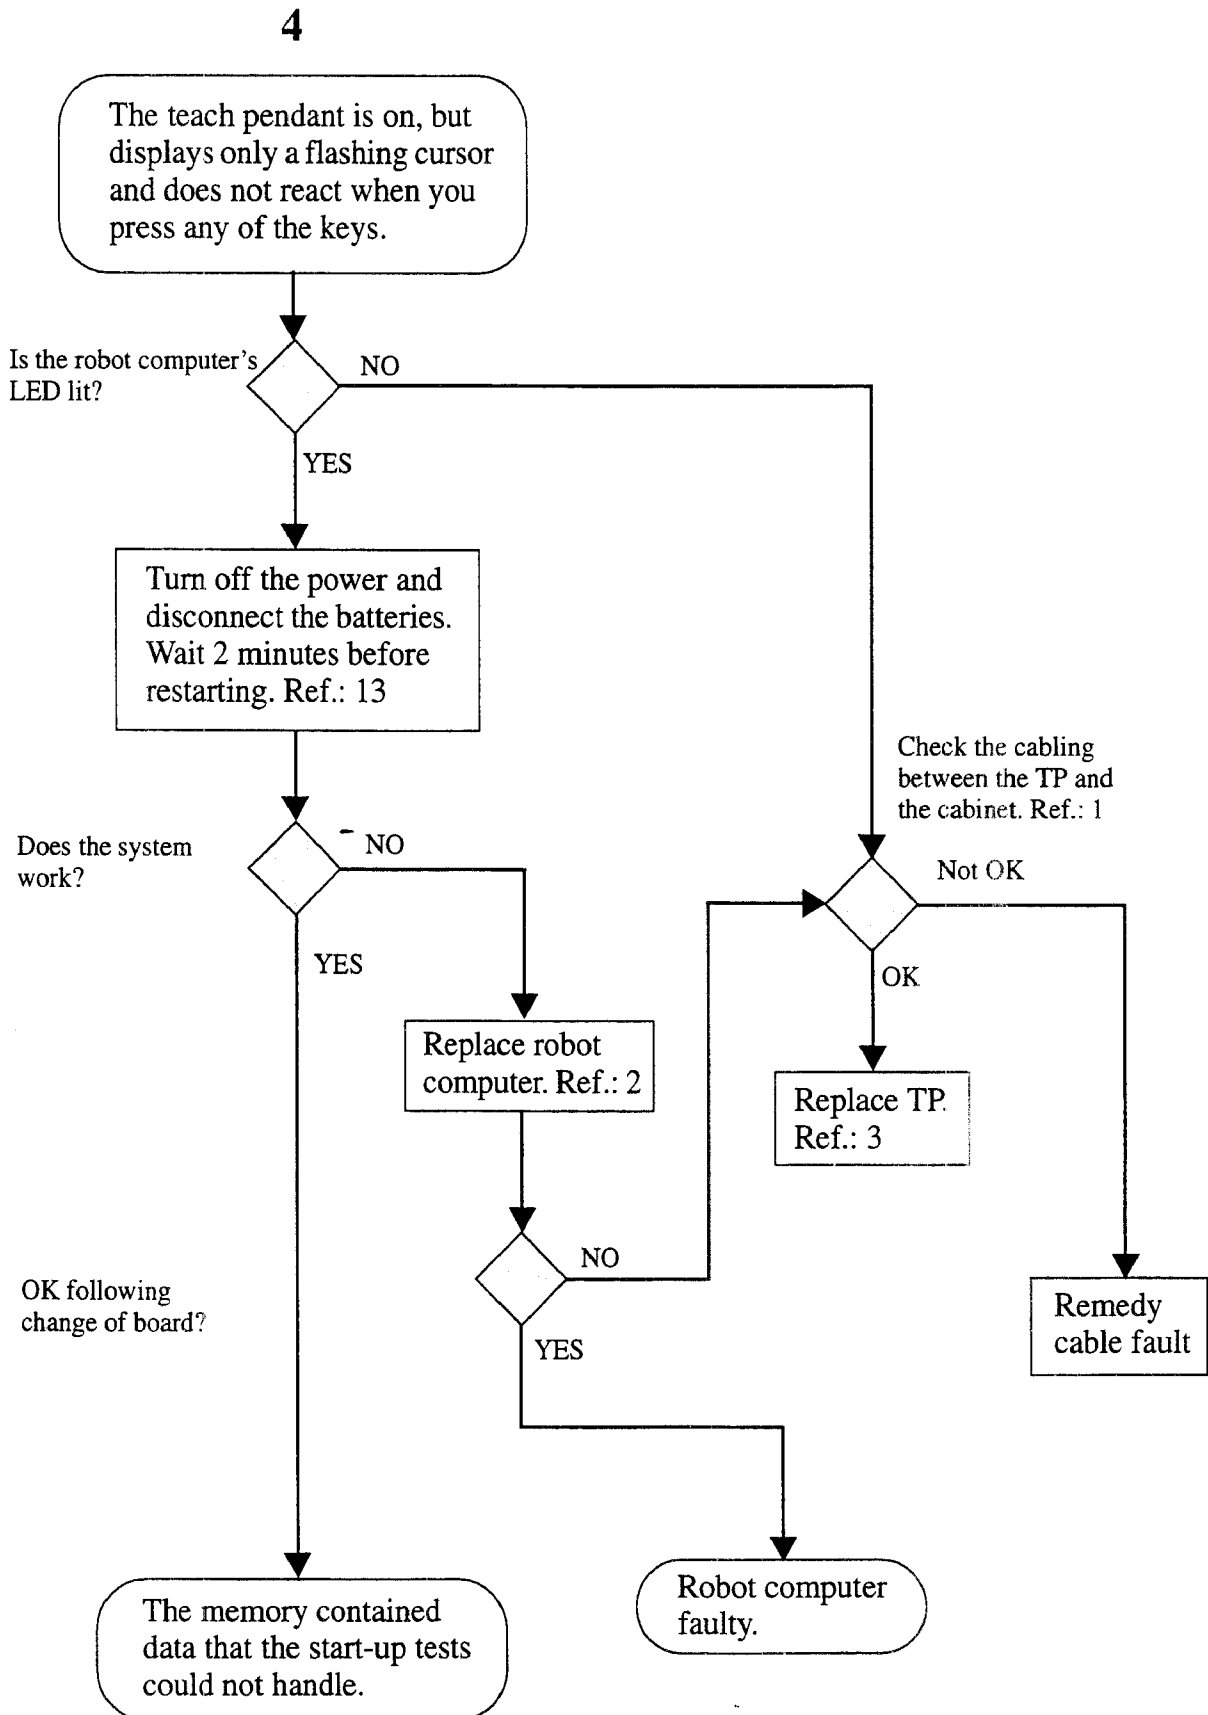 4
The teach pendant is on, but
displays only a flashing cursor
and does not react when you
press any of the keys.
Is the robot computer's
LED lit?
NO
YES
Turn off the power and
disconnect the batteries.
Wait 2 minutes before
restarting. Ref.: 13
Check the cabling
between the TP and
the cabinet. Ref.: 1
Does the system
work?
NO
Not OK
YES
OK
Replace robot
computer. Ref.: 2
Replace TP.
Ref.: 3
NO
OK following
change of board?
YES
Remedy
cable fault
Robot computer
faulty.
The memory contained
data that the start-up tests
could not handle.